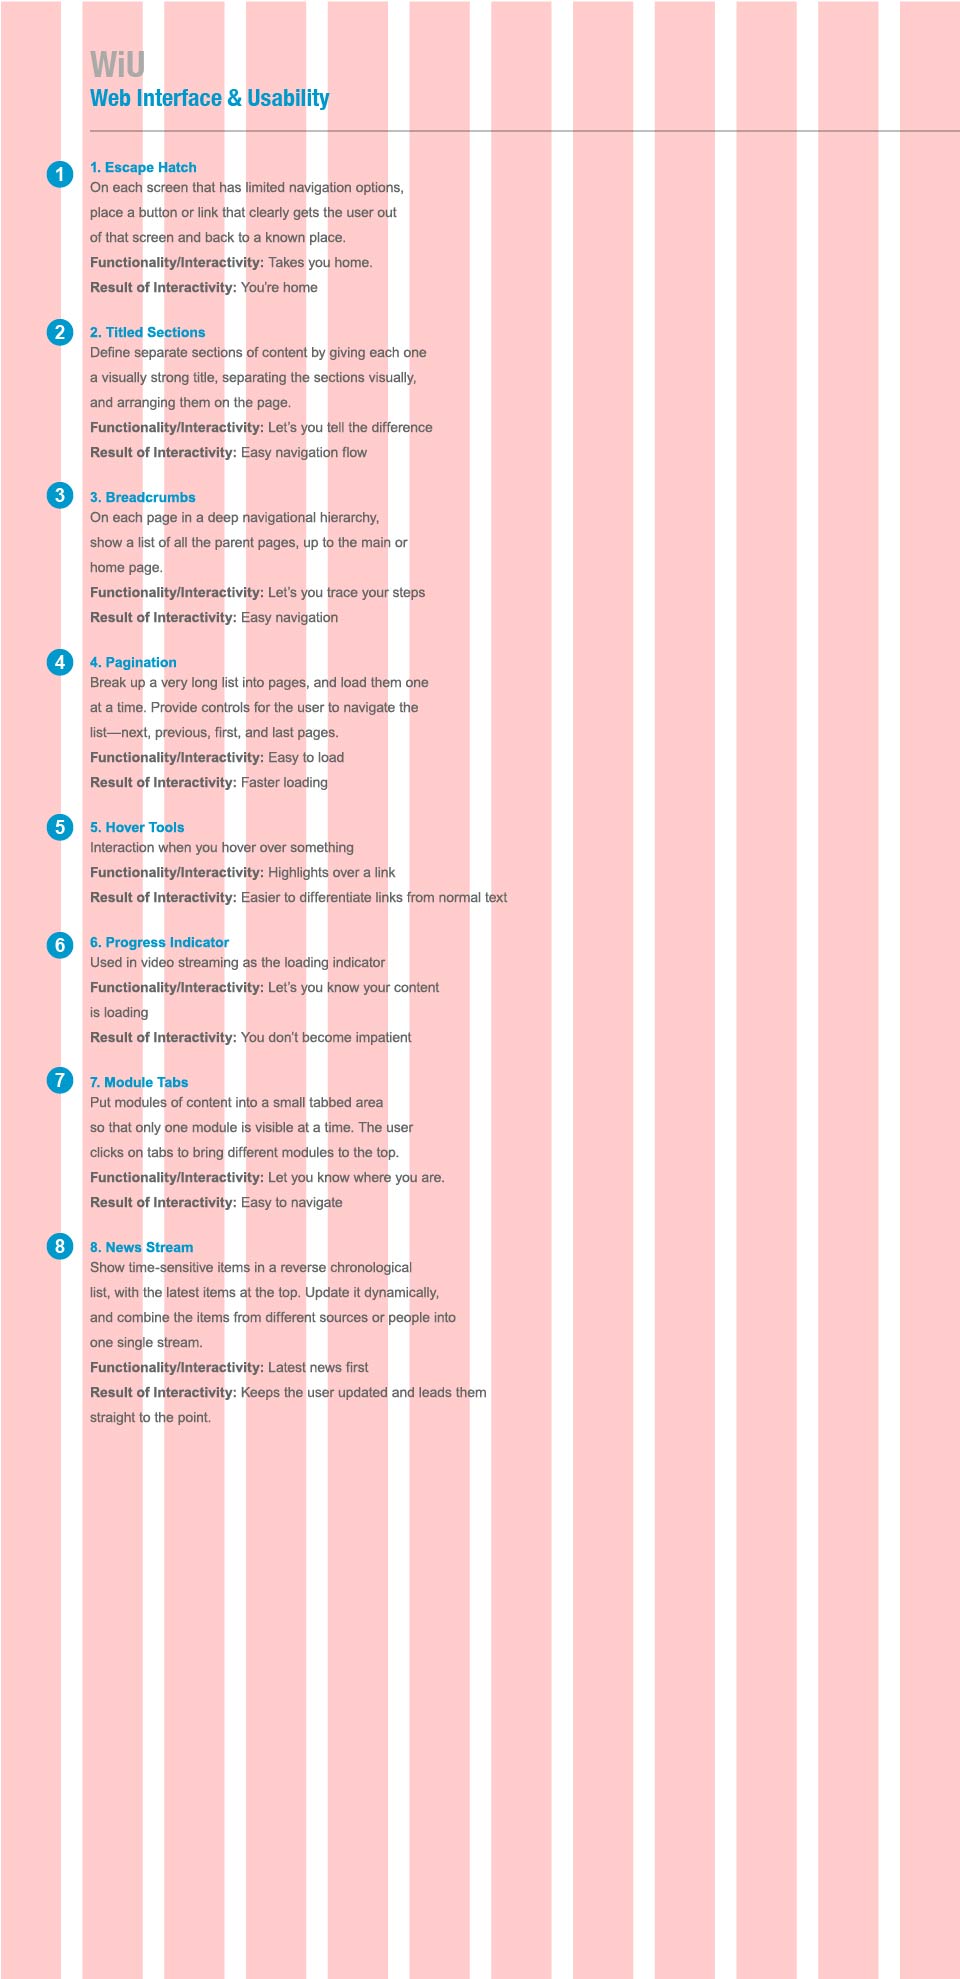 WiU
Web Interface & Usability
1
1. Escape Hatch
On each screen that has limited navigation options,
place a button or link that clearly gets the user out
of that screen and back to a known place.
Functionality/Interactivity: Takes you home.
Result of Interactivity: You're home
2
2. Titled Sections
Define separate sections of content by giving each one
a visually strong title, separating the sections visually,
and arranging them on the page.
Functionality/Interactivity: Let's you tell the difference
Result of Interactivity: Easy navigation flow
3
3. Breadcrumbs
On each page in a deep navigational hierarchy,
show a list of all the parent pages, up to the main or
home page.
Functionality/Interactivity: Let's you trace your steps
Result of Interactivity: Easy navigation
4
4. Pagination
Break up a very long list into pages, and load them one
at a time. Provide controls for the user to navigate the
list—next, previous, first, and last pages.
Functionality/Interactivity: Easy to load
Result of Interactivity: Faster loading
5
5. Hover Tools
Interaction when you hover over something
Functionality/Interactivity: Highlights over a link
Result of Interactivity: Easier to differentiate links from normal text
6
6. Progress Indicator
Used in video streaming as the loading indicator
Functionality/Interactivity: Let's you know your content
is loading
Result of Interactivity: You don't become impatient
7
7. Module Tabs
Put modules of content into a small tabbed area
so that only one module is visible at a time. The user
clicks on tabs to bring different modules to the top.
Functionality/Interactivity: Let you know where you are.
Result of Interactivity: Easy to navigate
8
8. News Stream
Show time-sensitive items in a reverse chronological
list, with the latest items at the top. Update it dynamically,
and combine the items from different sources or people into
one single stream.
Functionality/Interactivity: Latest news first
Result of Interactivity: Keeps the user updated and leads them
straight to the point.